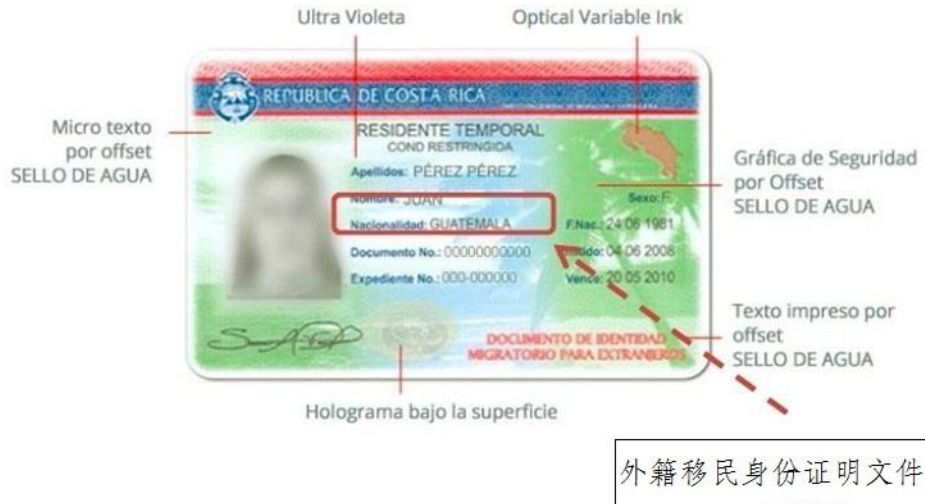 Ultra Violeta
Optical Variable Ink
Micro texto
por offset
SELLO DE AGUA
REPÚBLICA DE COSTA RICA
RESIDENTE TEMPORAL
COND RESTRINGIDA
Apellidos: PÉREZ PÉREZ
Nombre: JUAN
Sexo: F
Nacionalidad: GUATEMALA
F.Nac.: 24 06 1981
Documento No.: 00000000000
04 06 2008
Expediente No.: 000-000000
Vence: 20 05 2010
DOCUMENTO DE IDENTIDAD
MIGRATORIO PARA EXTRANJEROS
Gráfica de Seguridad
por Offset
SELLO DE AGUA
Texto impreso por
offset
SELLO DE AGUA
Holograma bajo la superficie
外籍移民身份证明文件